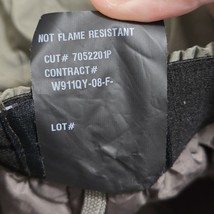 NOT FLAME RESISTANT
CUT# 7052201P
CONTRACT#
W911QY-08-F-
LOT#